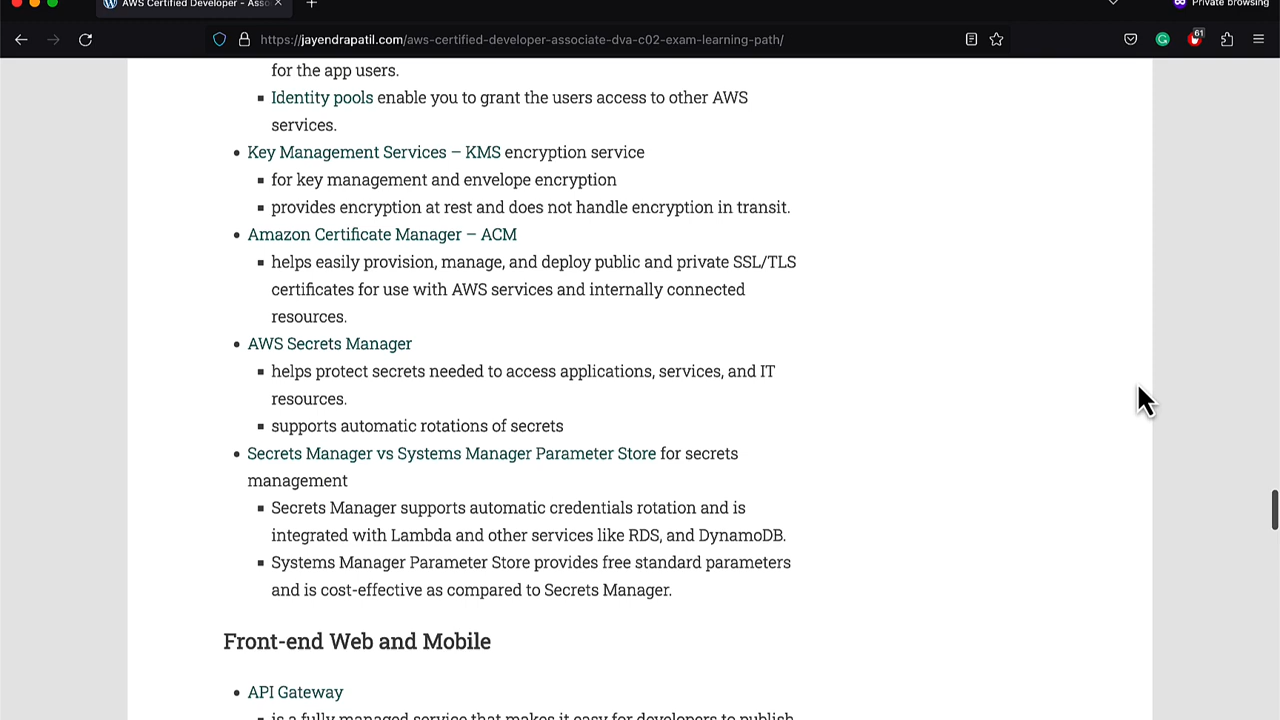 AWS Certified Developer - Asso
Private browsing
https://jayendrapatil.com/aws-certified-developer-associate-dva-c02-exam-learning-path/
61
for the app users.
Identity pools enable you to grant the users access to other AWS
services.
Key Management Services – KMS encryption service
for key management and envelope encryption
provides encryption at rest and does not handle encryption in transit.
Amazon Certificate Manager – ACM
helps easily provision, manage, and deploy public and private SSL/TLS
certificates for use with AWS services and internally connected
resources.
AWS Secrets Manager
helps protect secrets needed to access applications, services, and IT
resources.
supports automatic rotations of secrets
Secrets Manager vs Systems Manager Parameter Store for secrets
management
Secrets Manager supports automatic credentials rotation and is
integrated with Lambda and other services like RDS, and DynamoDB.
Systems Manager Parameter Store provides free standard parameters
and is cost-effective as compared to Secrets Manager.
Front-end Web and Mobile
API Gateway
is a fully managed service that makes it easy for developers to publish